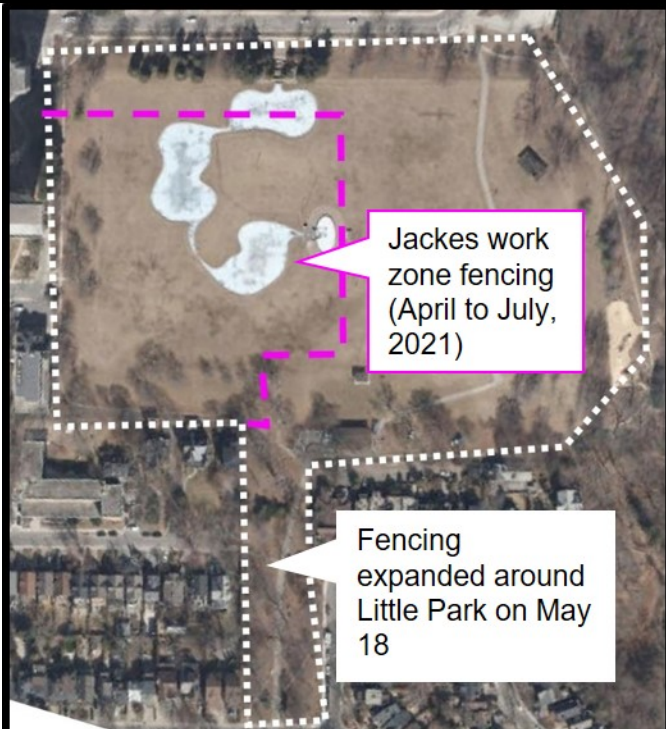 Jackes work
zone fencing
(April to July,
2021)
Fencing
expanded around
Little Park on May
18